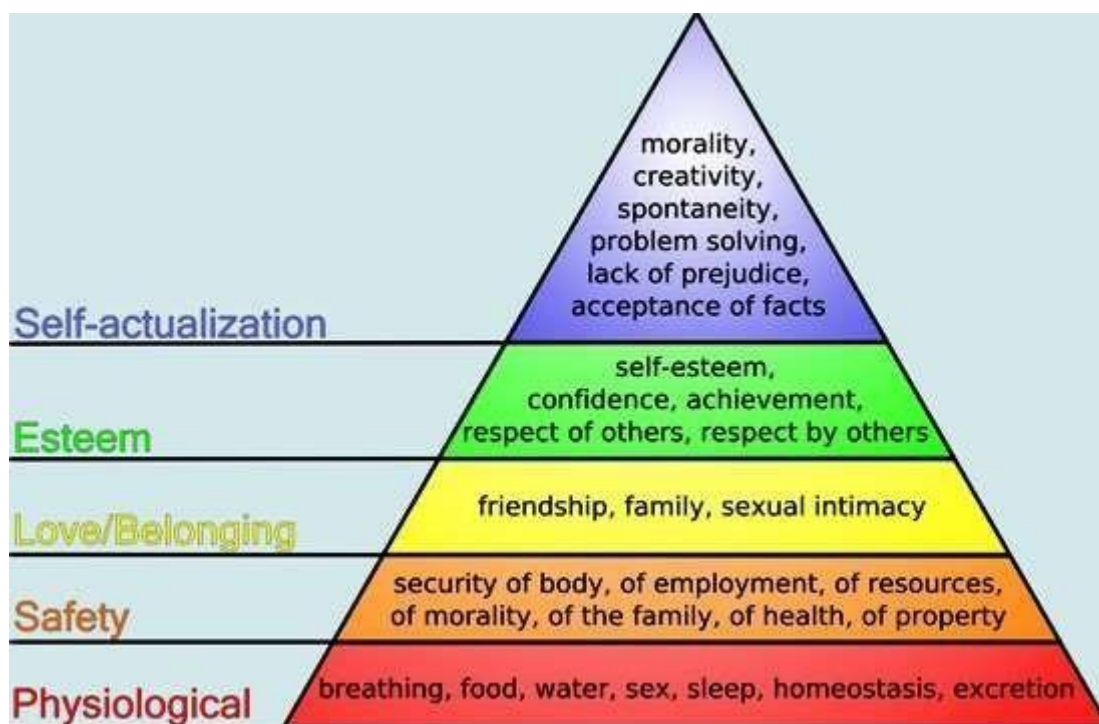 morality,
creativity,
spontaneity,
problem solving,
lack of prejudice,
acceptance of facts
Self-actualization
self-esteem,
confidence, achievement,
respect of others, respect by others
Esteem
friendship, family, sexual intimacy
Love/Belonging
security of body, of employment, of resources,
of morality, of the family, of health, of property
Safety
breathing, food, water, sex, sleep, homeostasis, excretion
Physiological